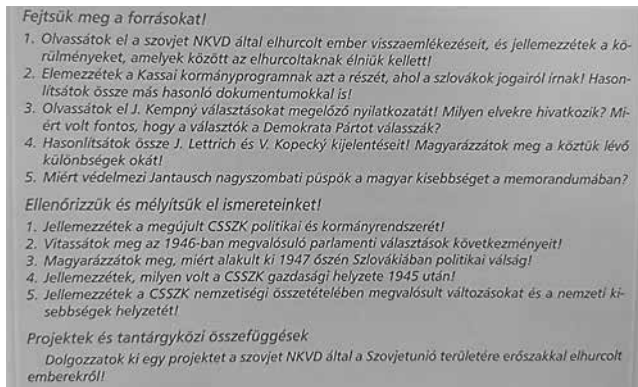 Fejtsük meg a forrásokat!
1. Olvassátok el a szovjet NKVD által elhurcolt ember visszaemlékezéseit, és jellemezzétek a kö-
rülményeket, amelyek között az elhurcoltaknak élniük kellett!
2. Elemezzétek a Kassai kormányprogramnak azt a részét, ahol a szlovákok jogairól írnak! Hason-
lítsátok össze más hasonló dokumentumokkal is!
3. Olvassátok el J. Kempný választásokat megelőző nyilatkozatát! Milyen elvekre hivatkozik? Mi-
ért volt fontos, hogy a választók a Demokrata Pártot válasszák?
4. Hasonlítsátok össze J. Lettrich és V. Kopecký kijelentéseit! Magyarázzátok meg a köztük lévő
különbségek okát!
5. Miért védelmezi Jantausch nagyszombati püspök a magyar kisebbséget a memorandumában?
Ellenőrizzük és mélyítsük el ismereteinket!
1. Jellemezzétek a megújult CSSZK politikai és kormányrendszerét!
2. Vitassátok meg az 1946-ban megvalósuló parlamenti választások következményeit!
3. Magyarázzátok meg, miért alakult ki 1947 őszén Szlovákiában politikai válság!
4. Jellemezzétek, milyen volt a CSSZK gazdasági helyzete 1945 után!
5. Jellemezzétek a CSSZK nemzetiségi összetételében megvalósult változásokat és a nemzeti ki-
sebbségek helyzetét!
Projektek és tantárgyközi összefüggések
Dolgozzatok ki egy projektet a szovjet NKVD által a Szovjetunió területére erőszakkal elhurcolt
emberekről!